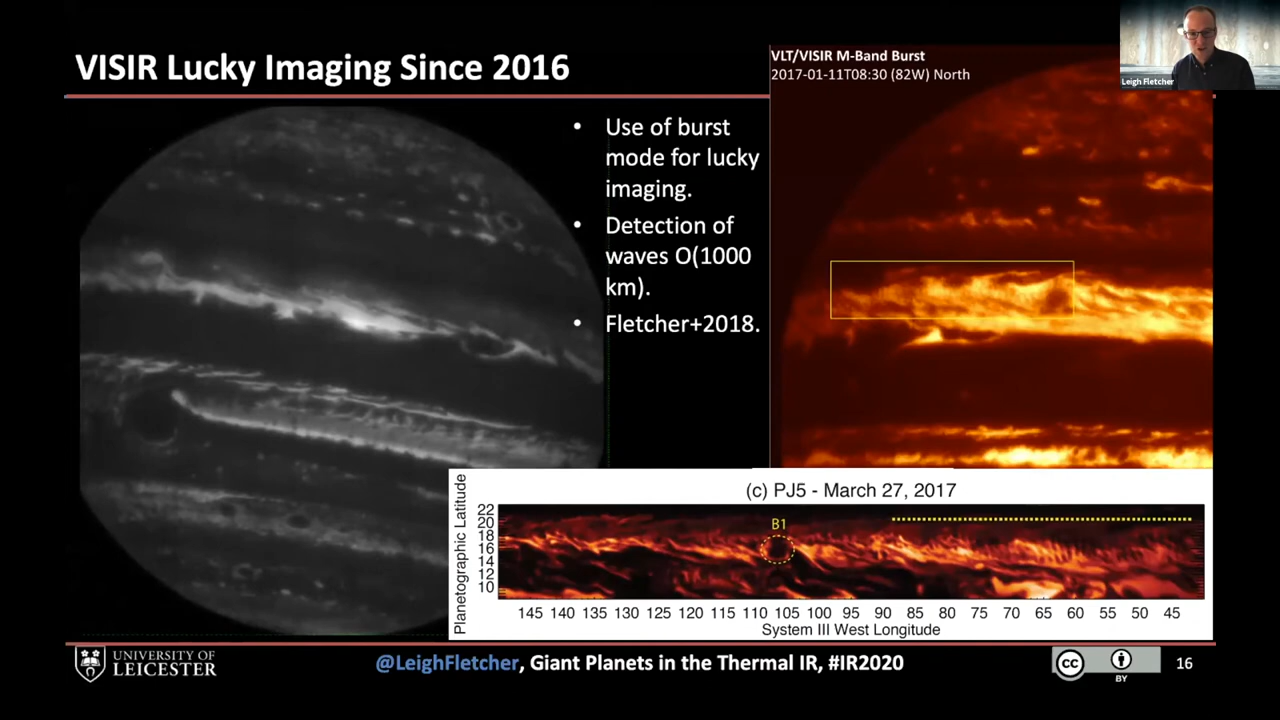 VISIR Lucky Imaging Since 2016
• Use of burst
mode for lucky
imaging.
• Detection of
waves O(1000
km).
• Fletcher+2018.
VLT/VISIR M-Band Burst
2017-01-11T08:30 (82W) North
Leigh Fletcher
(c) PJ5 - March 27, 2017
Planetographic Latitude
22
20
18
16
14
12
10
B1
145 140 135 130 125 120 115 110 105 100 95 90 85 80 75 70 65 60 55 50 45
System III West Longitude
UNIVERSITY OF
LEICESTER
@LeighFletcher, Giant Planets in the Thermal IR, #IR2020
cc
BY
16